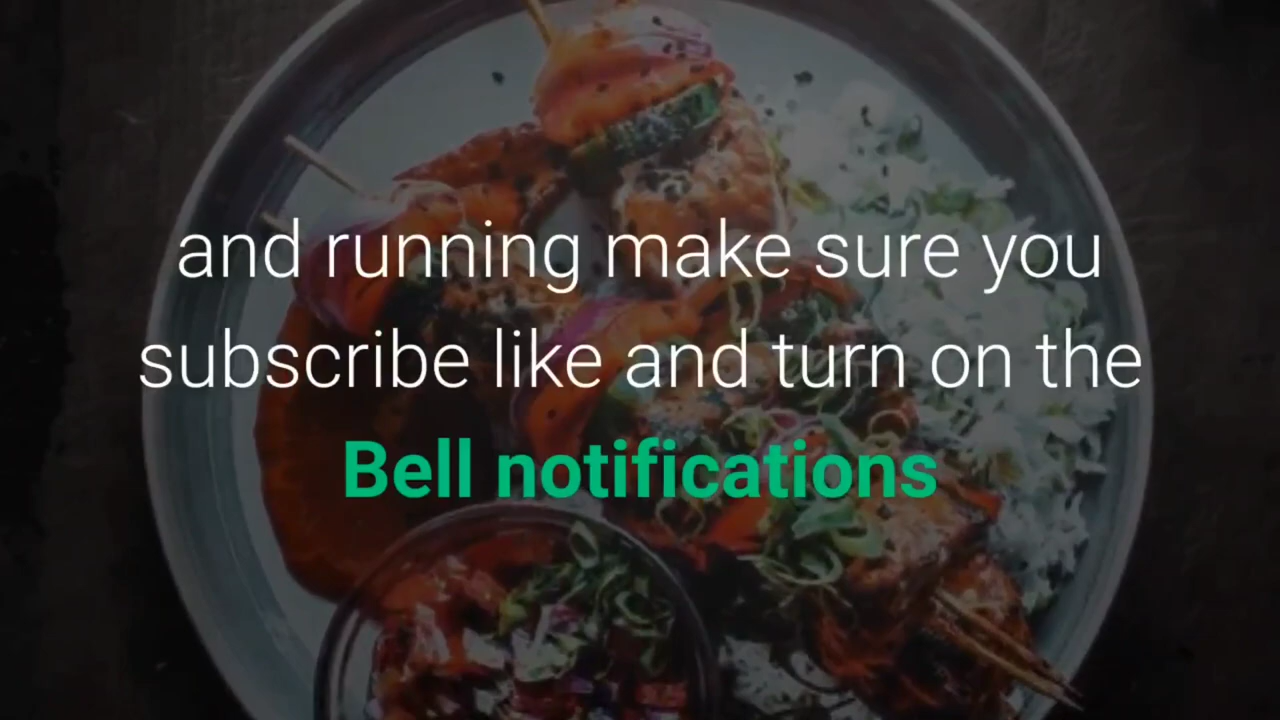 and running make sure you
subscribe like and turn on the
Bell notifications